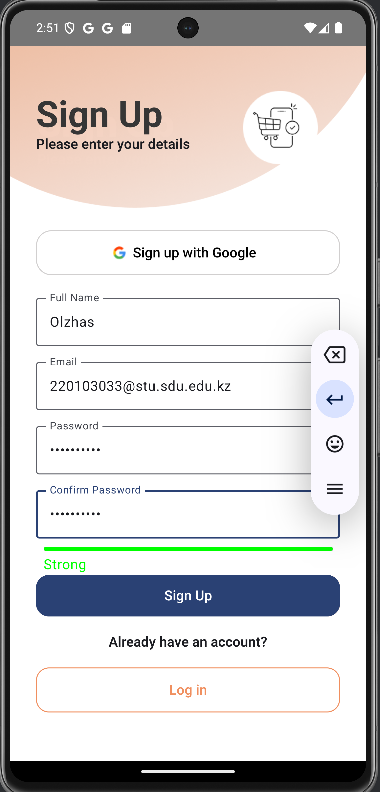 2:51
Sign Up
Please enter your details
Sign up with Google
Full Name
Olzhas
Email
220103033@stu.sdu.edu.kz
Password
••••••••••
Confirm Password
••••••••••
Strong
Sign Up
Already have an account?
Log in